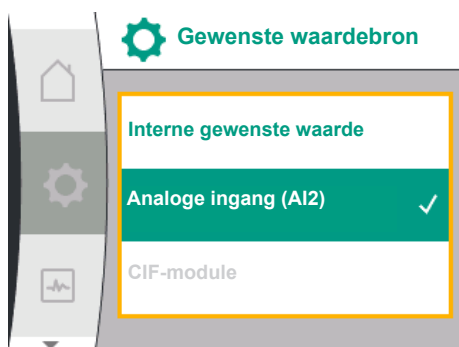 Gewenste waardebron
Interne gewenste waarde
Analoge ingang (AI2)
CIF-module